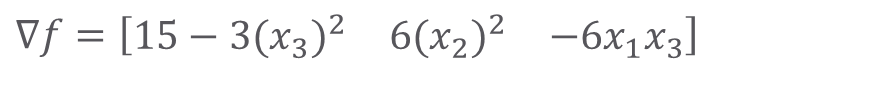 ∇f = [15 − 3(x₃)² 6(x₂)² −6x₁x₃]